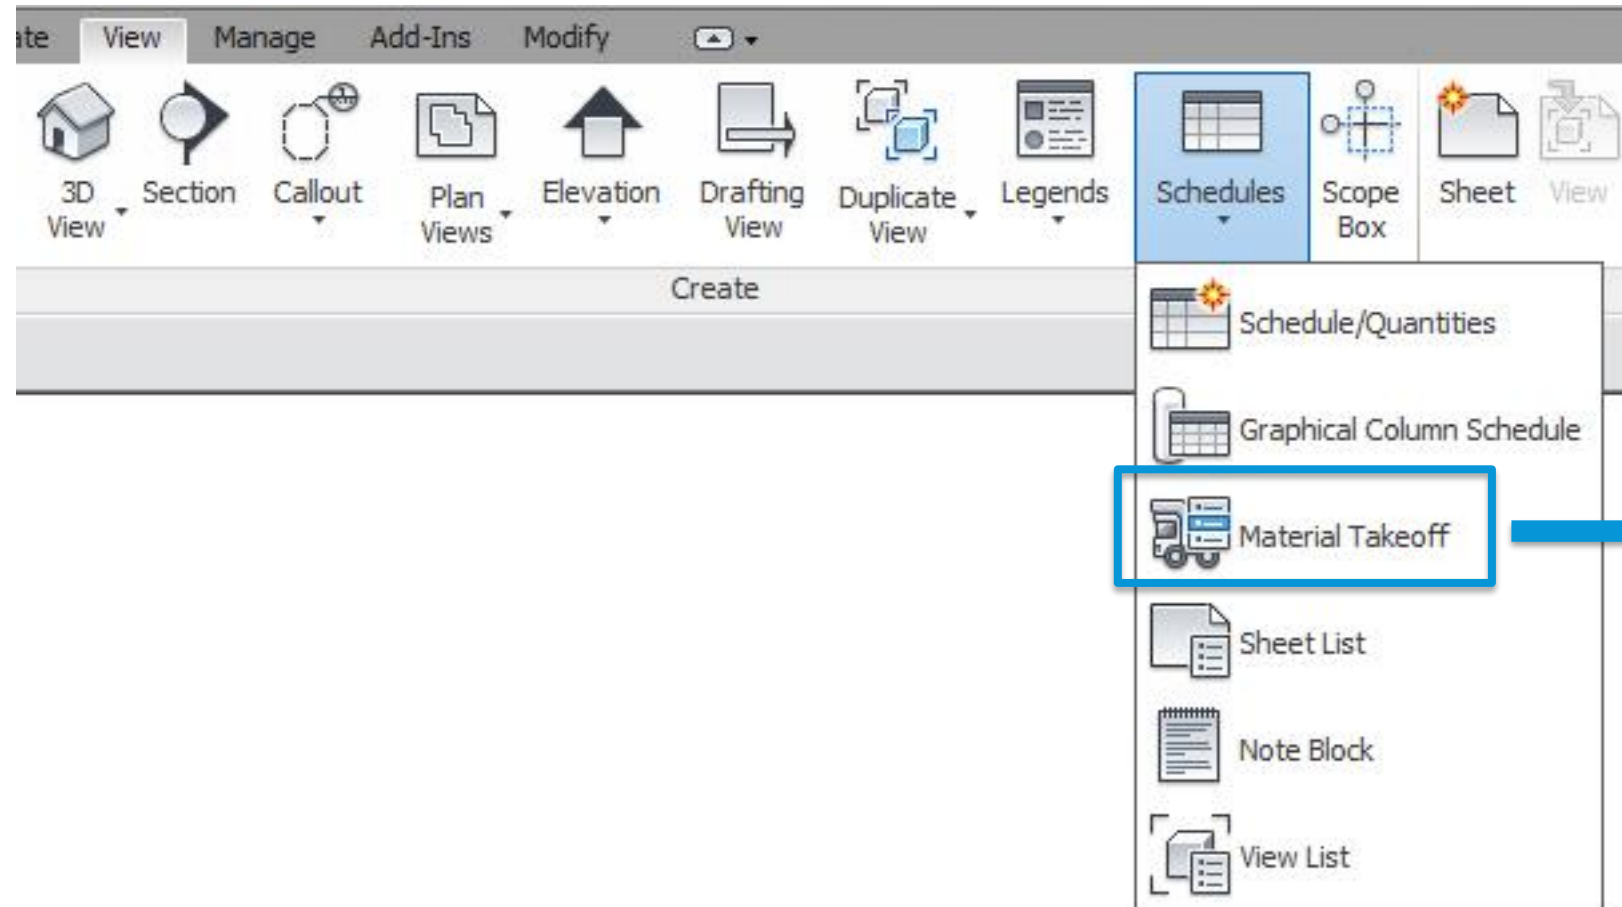 ate View Manage Add-Ins Modify
3D View
Section
Callout
Plan Views
Elevation
Drafting View
Duplicate View
Legends
Schedules
Scope Box
Sheet
View
Create
Schedule/Quantities
Graphical Column Schedule
Material Takeoff
Sheet List
Note Block
View List